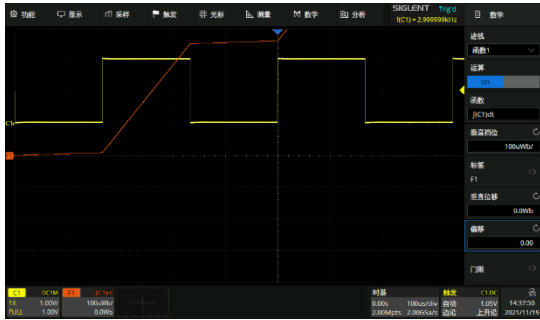 功能 显示 采样 触发 光标 测量 数学 分析
SIGLENT Trig'd
f(C1) = 2.999999kHz
数学
迹线
函数1
运算
on
函数
∫(C1)dt
垂直档位
100uWb/
标签
F1
垂直位移
0.0Wb
偏移
0.00
门限
C1
F1
C1 DC1M
1X 1.00V/
FULL 1.00V
F1 ∫(C1)dt
100uWb/
0.0Wb
时基
0.00s 100us/div
2.00Mpts 2.00GSa/s
触发 C1 DC
自动 1.05V
边沿 上升沿
14:37:50
2021/11/19